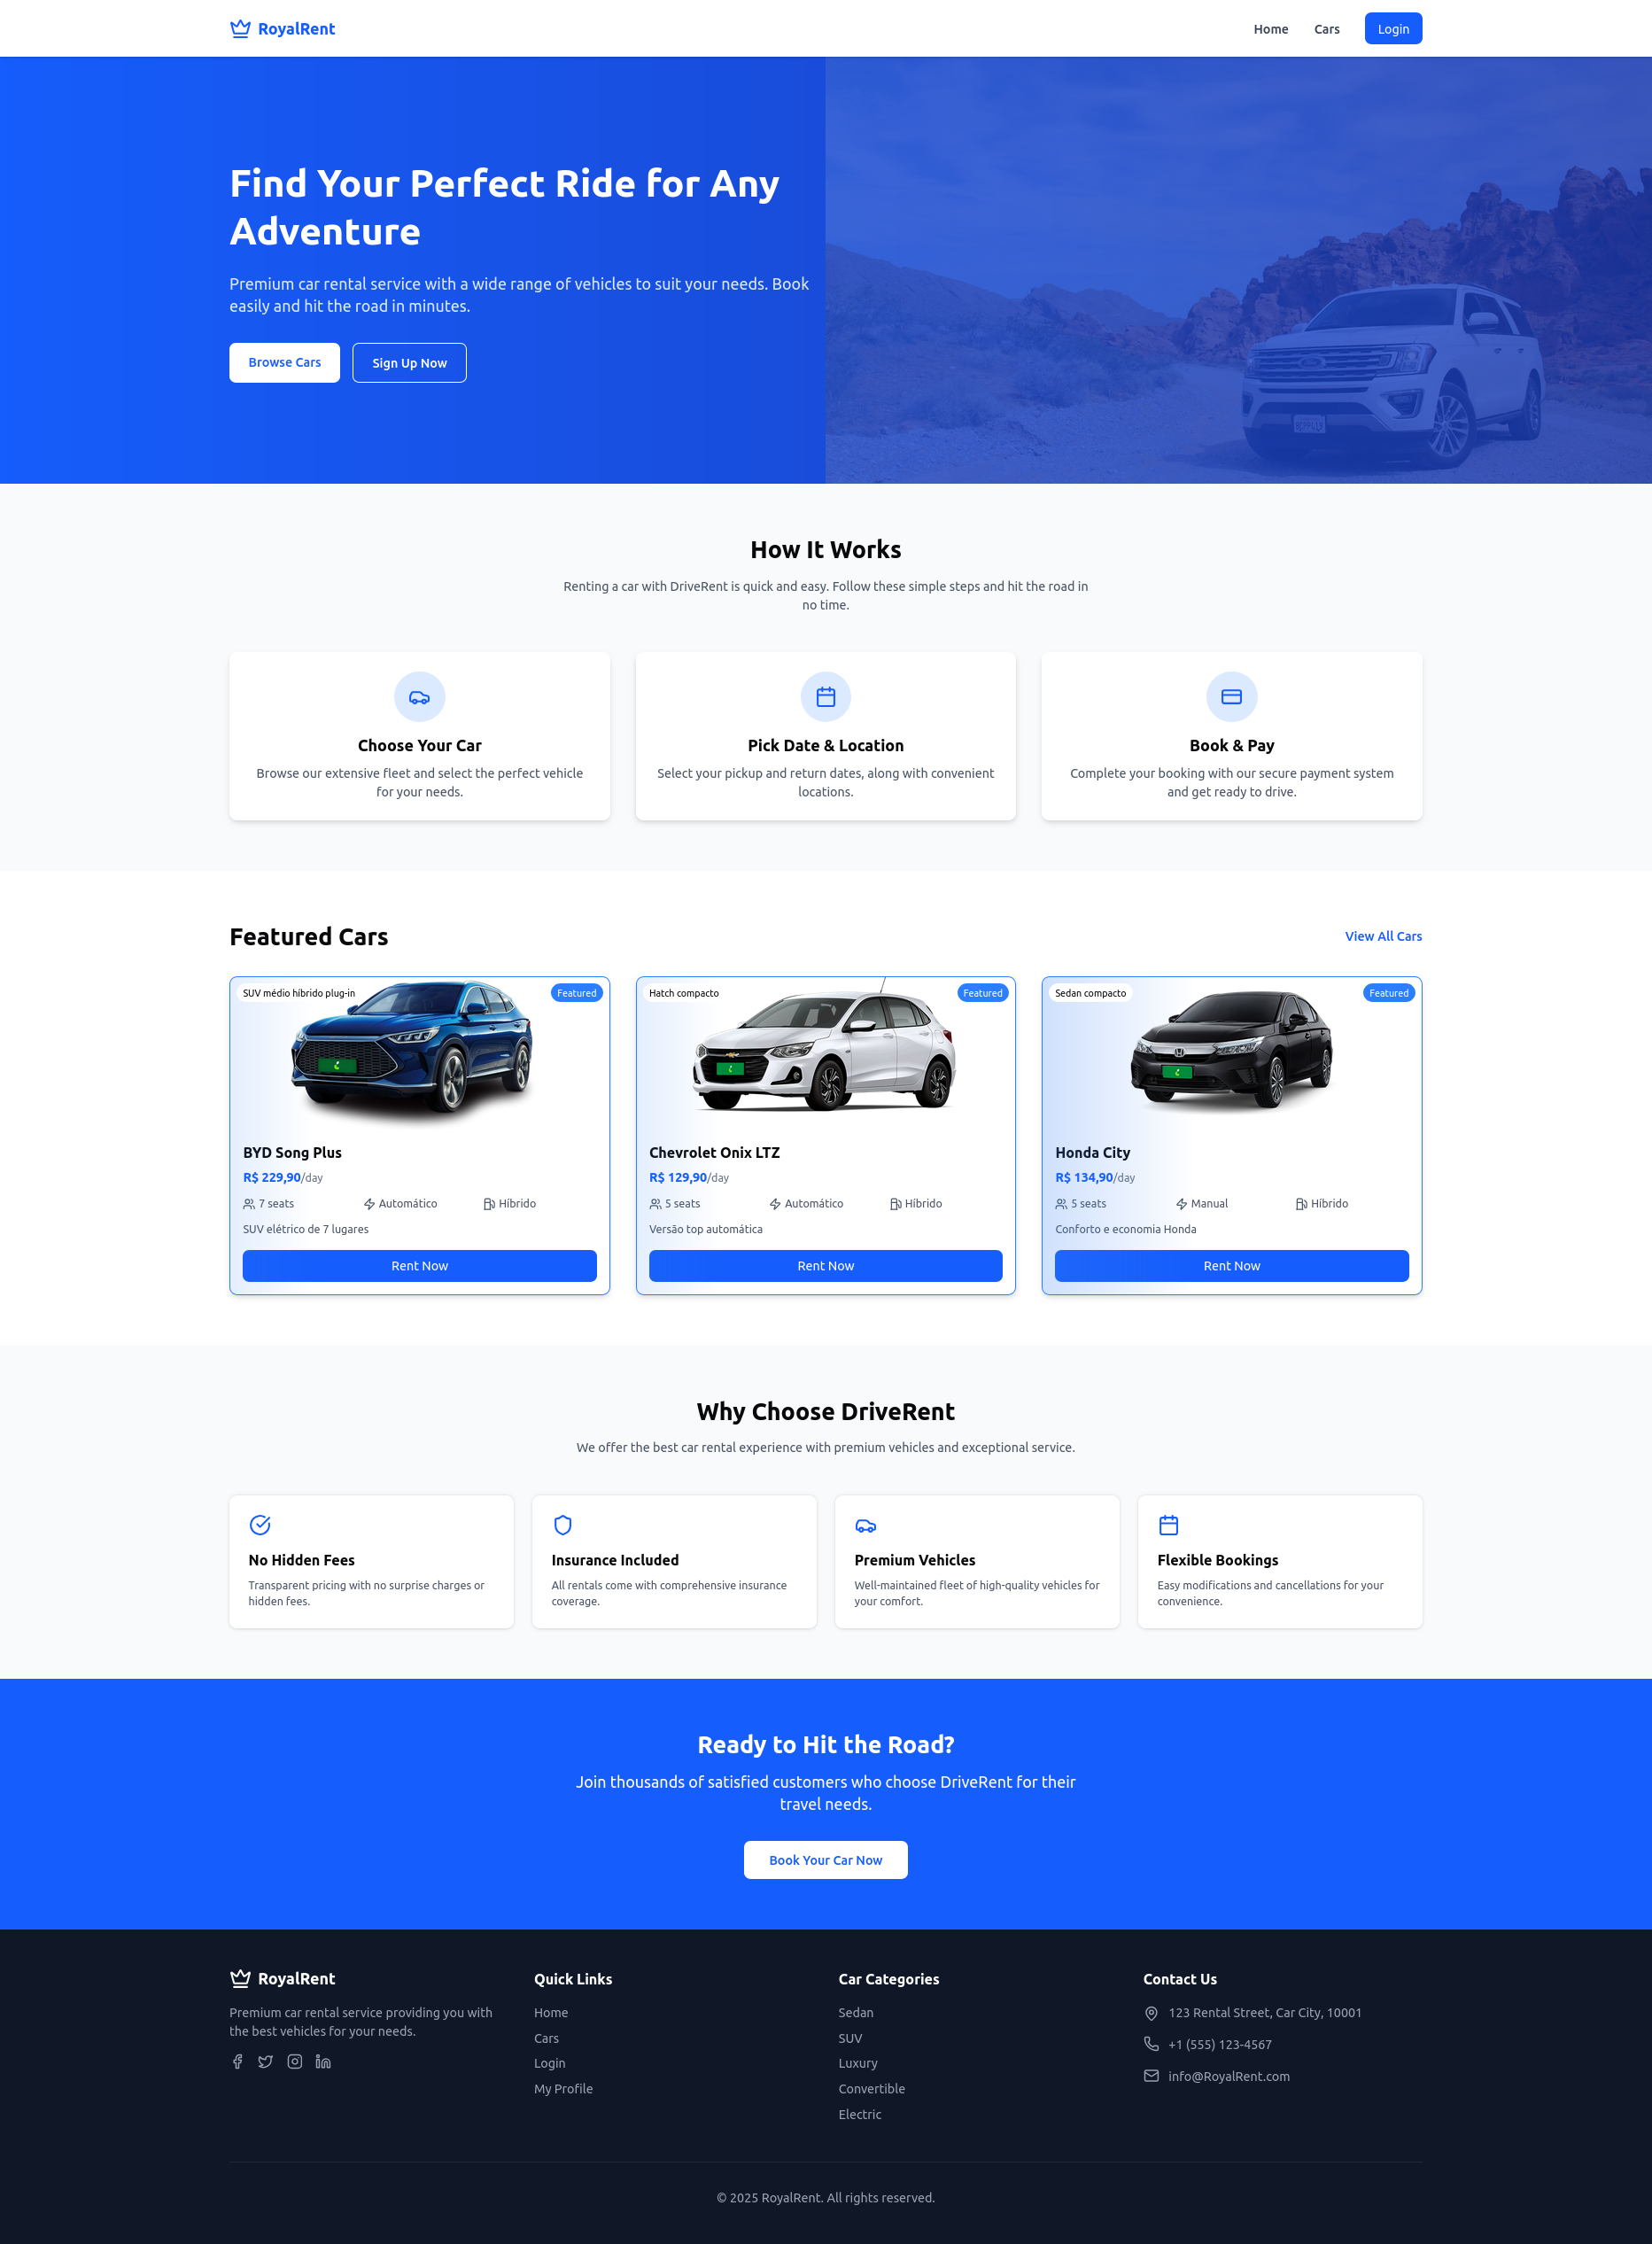 RoyalRent
Home
Cars
Login
Find Your Perfect Ride for Any
Adventure
Premium car rental service with a wide range of vehicles to suit your needs. Book
easily and hit the road in minutes.
Browse Cars
Sign Up Now
How It Works
Renting a car with DriveRent is quick and easy. Follow these simple steps and hit the road in
no time.
Choose Your Car
Browse our extensive fleet and select the perfect vehicle
for your needs.
Pick Date & Location
Select your pickup and return dates, along with convenient
locations.
Book & Pay
Complete your booking with our secure payment system
and get ready to drive.
Featured Cars
View All Cars
SUV médio híbrido plug-in
Featured
BYD Song Plus
R$ 229,90/day
7 seats
Automático
Híbrido
SUV elétrico de 7 lugares
Rent Now
Hatch compacto
Featured
Chevrolet Onix LTZ
R$ 129,90/day
5 seats
Automático
Híbrido
Versão top automática
Rent Now
Sedan compacto
Featured
Honda City
R$ 134,90/day
5 seats
Manual
Híbrido
Conforto e economia Honda
Rent Now
Why Choose DriveRent
We offer the best car rental experience with premium vehicles and exceptional service.
No Hidden Fees
Transparent pricing with no surprise charges or
hidden fees.
Insurance Included
All rentals come with comprehensive insurance
coverage.
Premium Vehicles
Well-maintained fleet of high-quality vehicles for
your comfort.
Flexible Bookings
Easy modifications and cancellations for your
convenience.
Ready to Hit the Road?
Join thousands of satisfied customers who choose DriveRent for their
travel needs.
Book Your Car Now
RoyalRent
Premium car rental service providing you with
the best vehicles for your needs.
Quick Links
Home
Cars
Login
My Profile
Car Categories
Sedan
SUV
Luxury
Convertible
Electric
Contact Us
123 Rental Street, Car City, 10001
+1 (555) 123-4567
info@RoyalRent.com
© 2025 RoyalRent. All rights reserved.